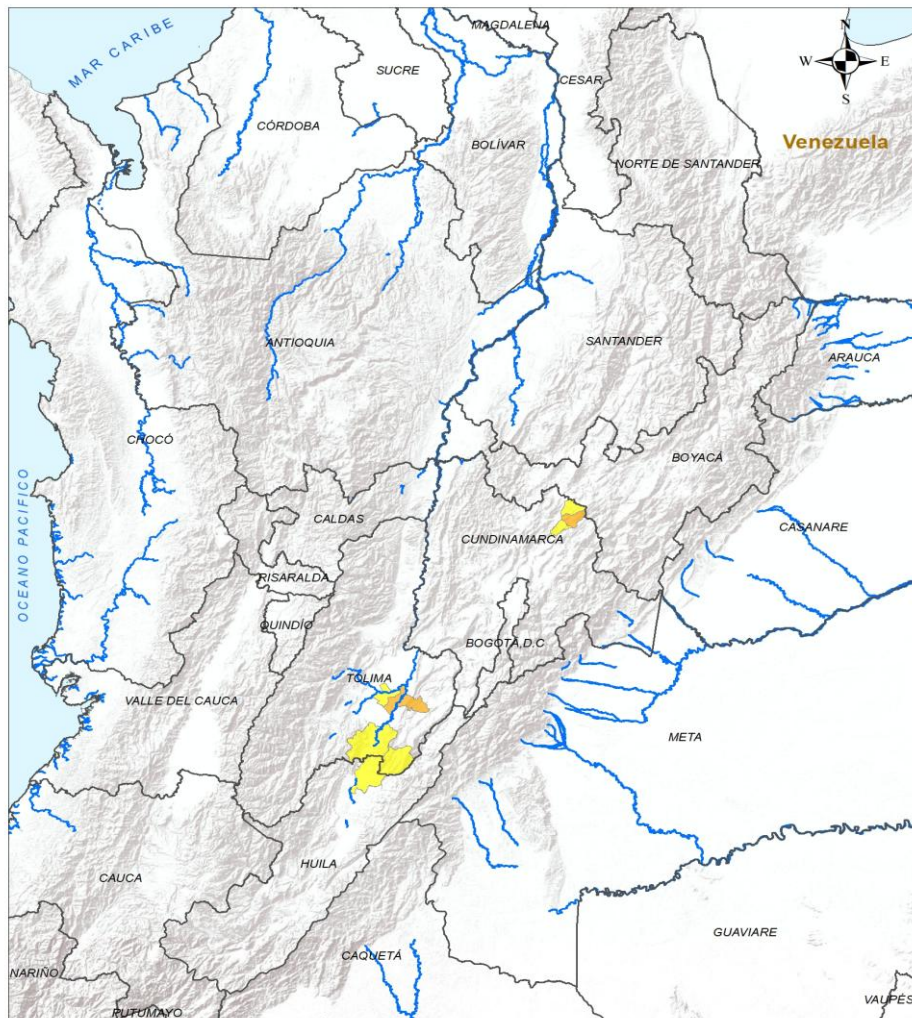 MAGDALENA
MAR CARIBE
N
W E
S
SUCRE
CESAR
CÓRDOBA
BOLÍVAR
Venezuela
NORTE DE SANTANDER
ANTIOQUIA
SANTANDER
ARAUCA
CHOCÓ
BOYACÁ
OCEANO PACIFICO
CALDAS
CASANARE
CUNDINAMARCA
RISARALDA
QUINDÍO
BOGOTÁ,D.C
TOLIMA
VALLE DEL CAUCA
META
HUILA
CAUCA
GUAVIARE
CAQUETÁ
NARIÑO
VAUPÉS
PUTUMAYO